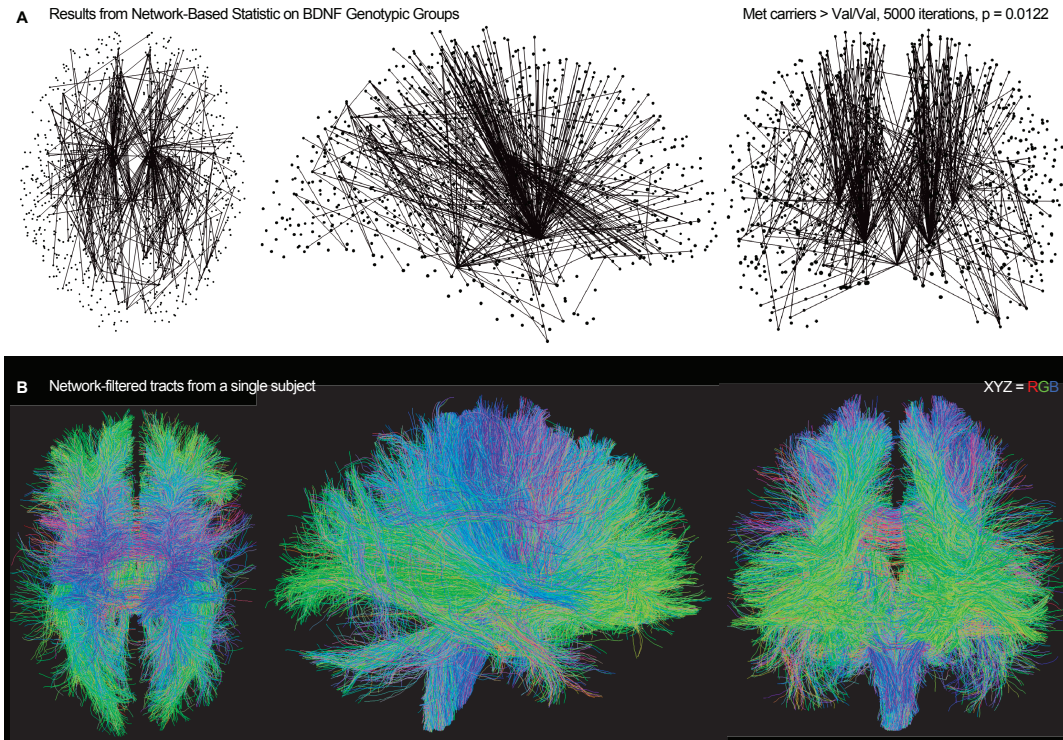 A Results from Network-Based Statistic on BDNF Genotypic Groups Met carriers > Val/Val, 5000 iterations, p = 0.0122
B Network-filtered tracts from a single subject XYZ = RGB